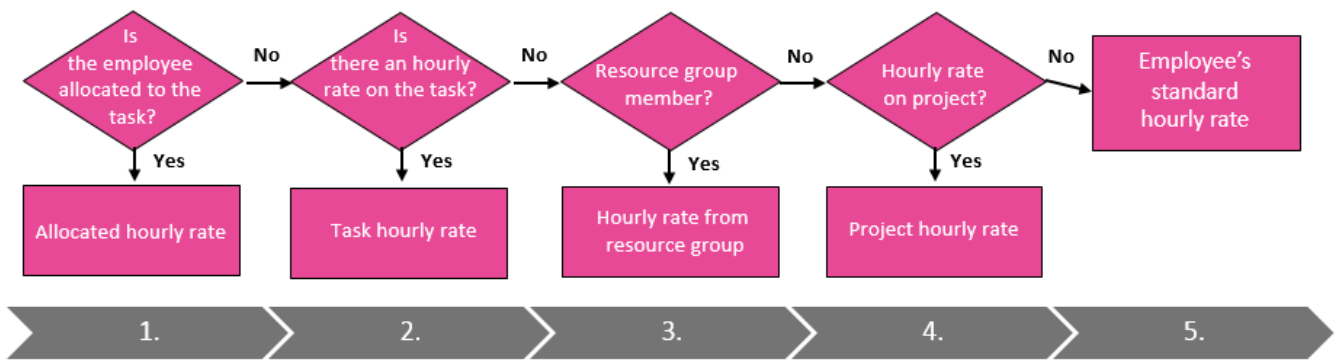 Is
the employee
allocated to the
task?
No
Yes
Allocated hourly rate
Is
there an hourly
rate on the task?
No
Yes
Task hourly rate
Resource group
member?
No
Yes
Hourly rate from
resource group
Hourly rate
on project?
No
Yes
Project hourly rate
Employee’s
standard
hourly rate
1.
2.
3.
4.
5.